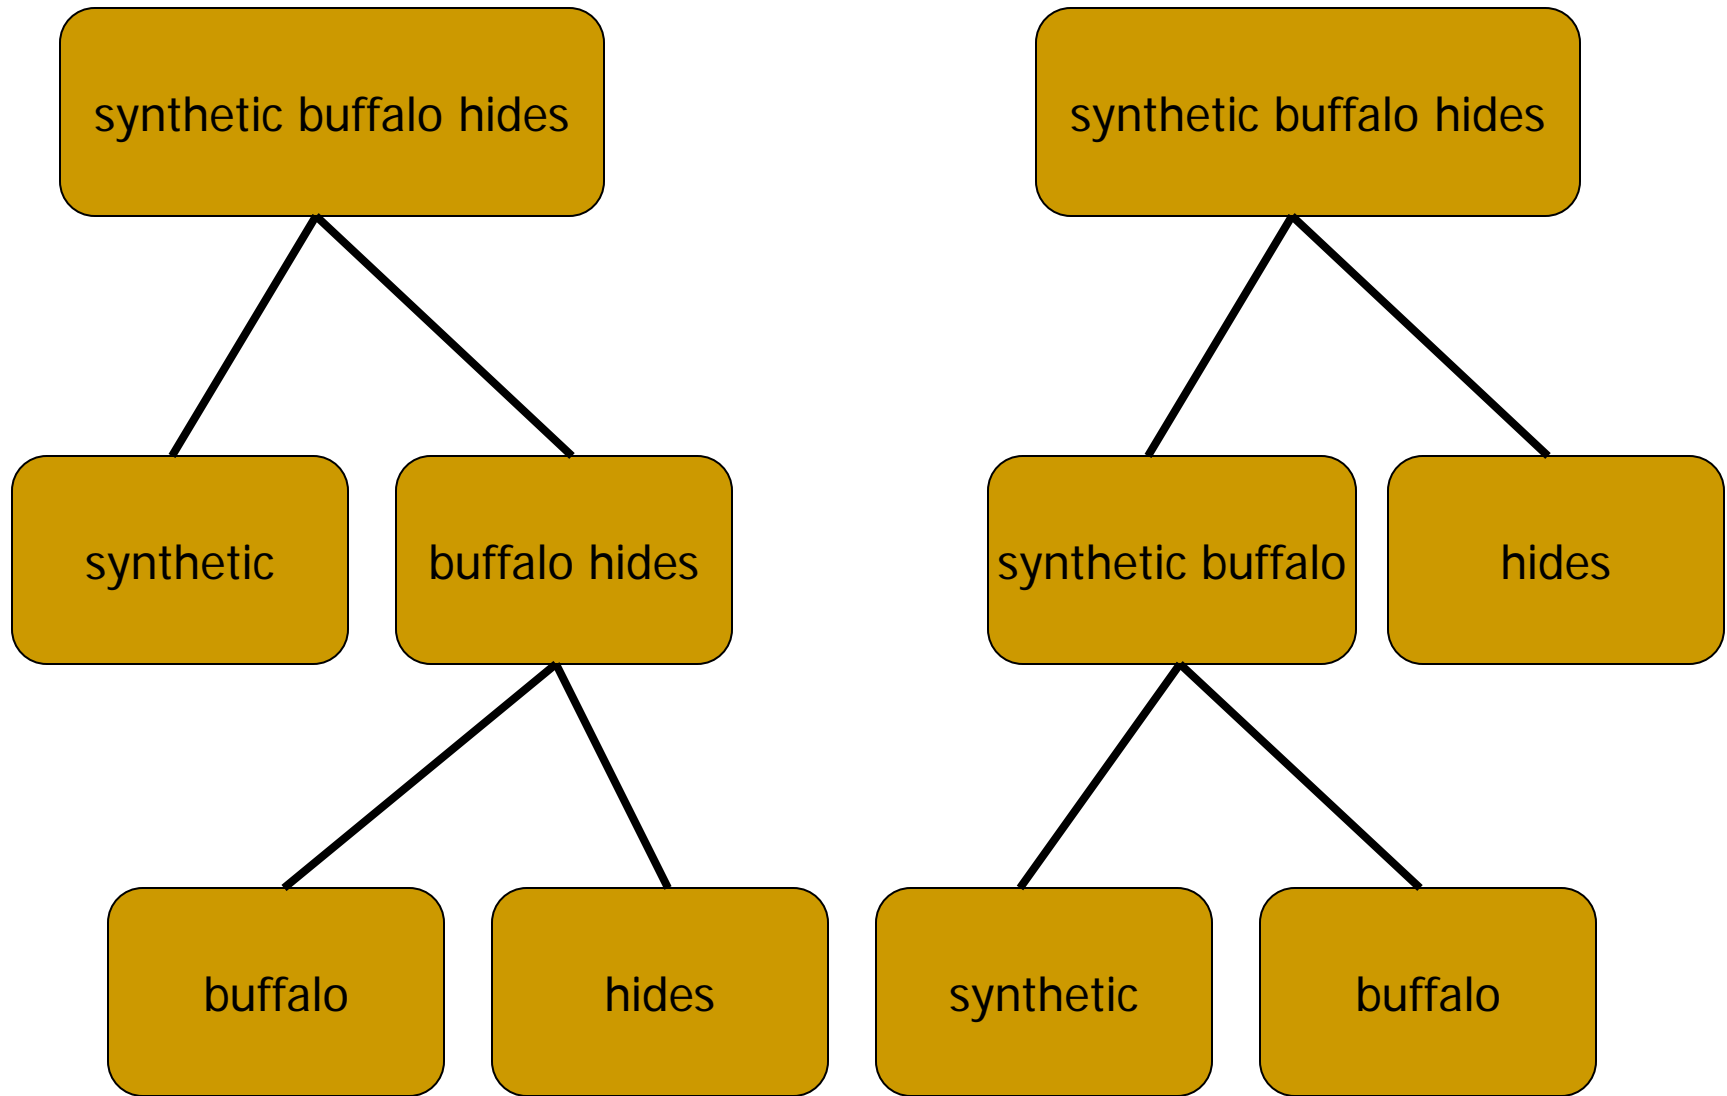 synthetic buffalo hides
synthetic buffalo hides
synthetic
buffalo hides
synthetic buffalo
hides
buffalo
hides
synthetic
buffalo